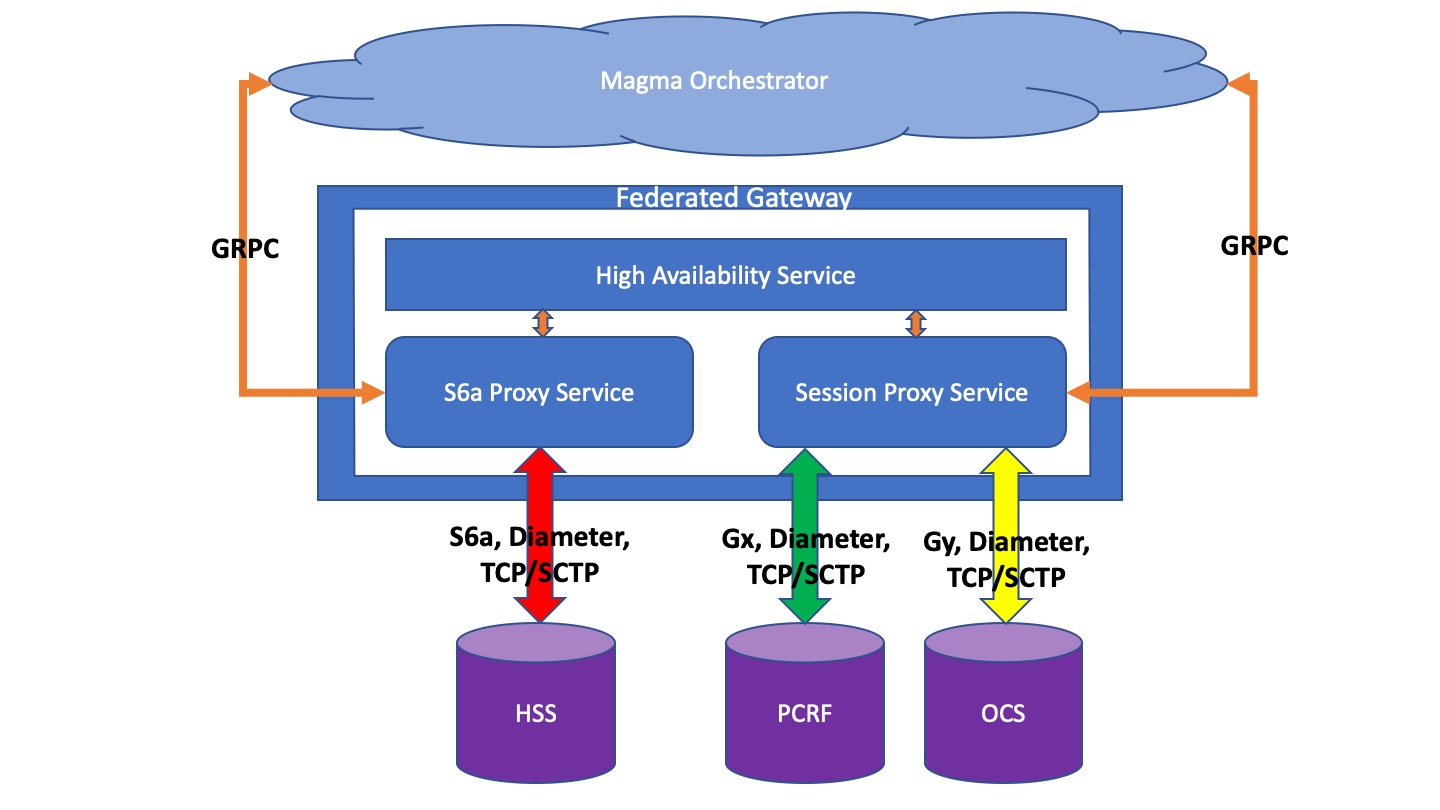 Magma Orchestrator
Federated Gateway
GRPC
GRPC
High Availability Service
S6a Proxy Service
Session Proxy Service
S6a, Diameter,
TCP/SCTP
Gx, Diameter,
TCP/SCTP
Gy, Diameter,
TCP/SCTP
HSS
PCRF
OCS